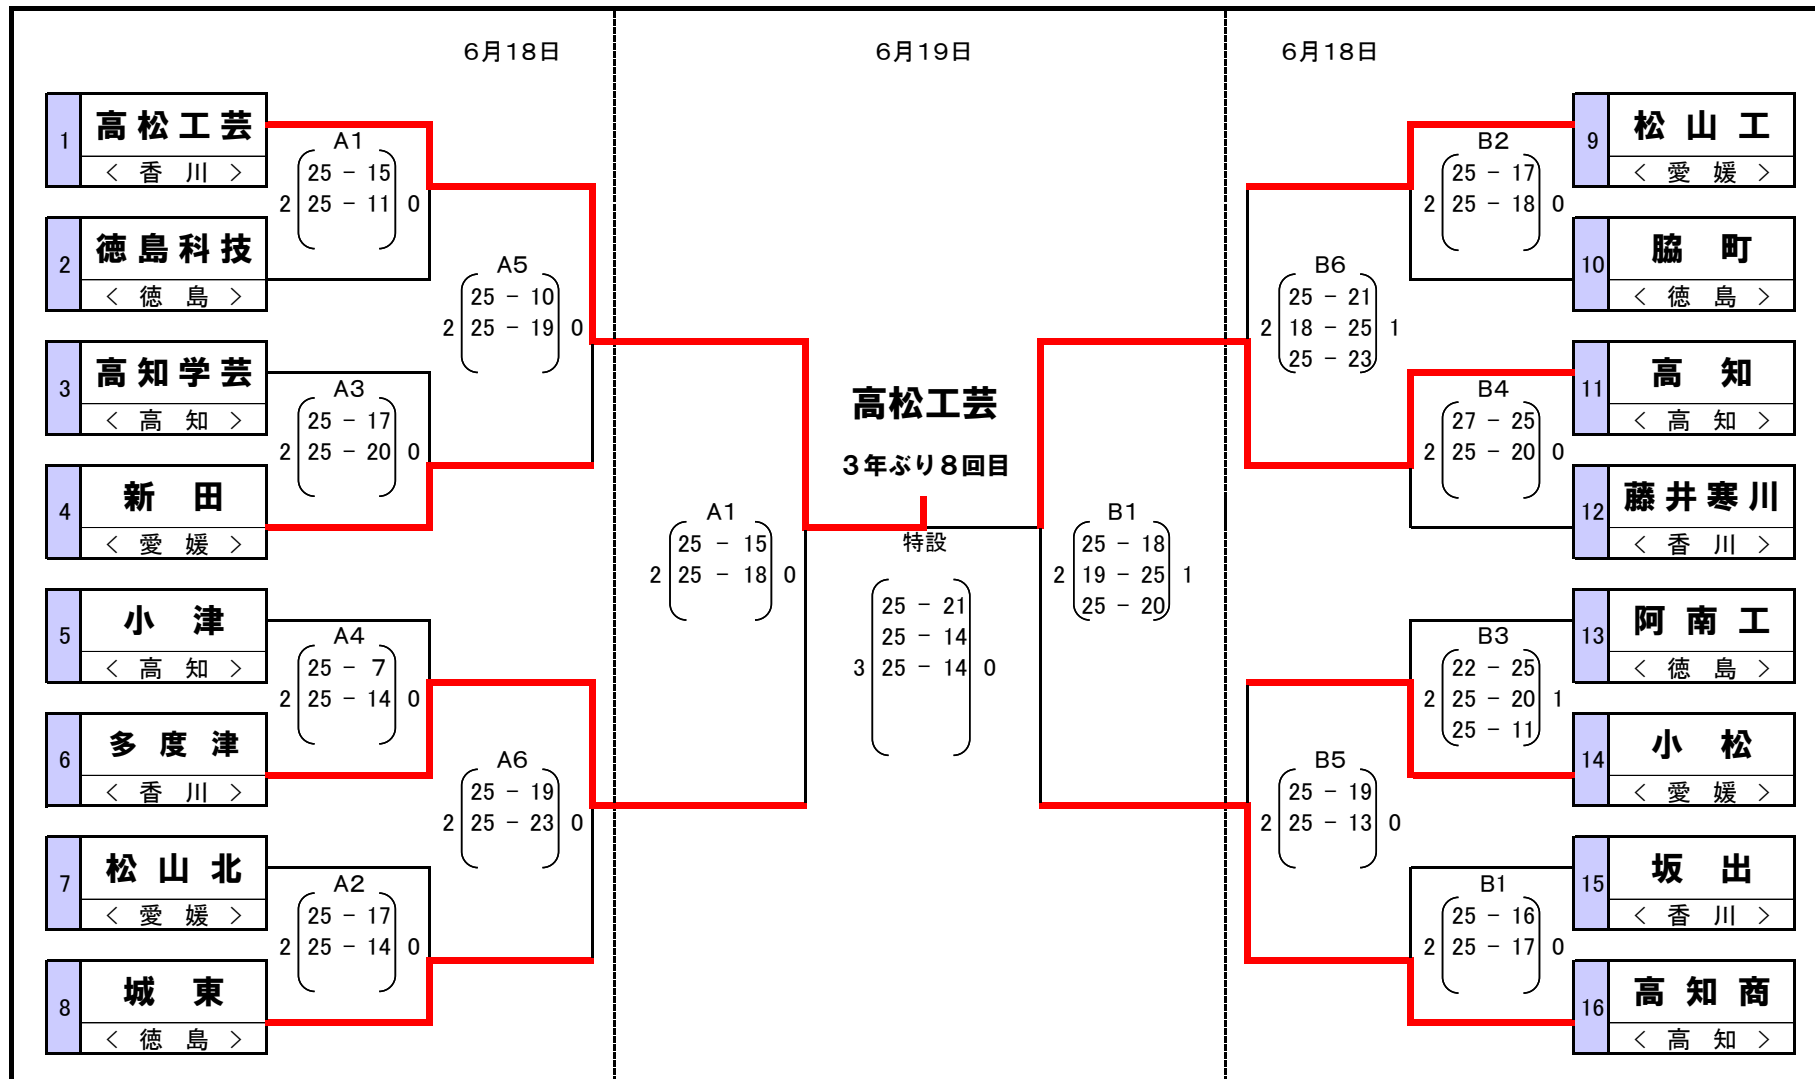 6月18日
6月19日
6月18日
1
高松工芸
＜ 香 川 ＞
2
徳島科技
＜ 徳 島 ＞
3
高知学芸
＜ 高 知 ＞
4
新 田
＜ 愛 媛 ＞
5
小 津
＜ 高 知 ＞
6
多 度 津
＜ 香 川 ＞
7
松 山 北
＜ 愛 媛 ＞
8
城 東
＜ 徳 島 ＞
A1
25 － 15
2 25 － 11 0
A3
25 － 17
2 25 － 20 0
A4
25 － 7
2 25 － 14 0
A2
25 － 17
2 25 － 14 0
A5
25 － 10
2 25 － 19 0
A6
25 － 19
2 25 － 23 0
A1
25 － 15
2 25 － 18 0
高松工芸
3年ぶり8回目
特設
25 － 21
25 － 14
3 25 － 14 0
B1
25 － 18
2 19 － 25 1
25 － 20
B6
25 － 21
2 18 － 25 1
25 － 23
B5
25 － 19
2 25 － 13 0
B2
25 － 17
2 25 － 18 0
B4
27 － 25
2 25 － 20 0
B3
22 － 25
2 25 － 20 1
25 － 11
B1
25 － 16
2 25 － 17 0
9
松 山 工
＜ 愛 媛 ＞
10
脇 町
＜ 徳 島 ＞
11
高 知
＜ 高 知 ＞
12
藤井寒川
＜ 香 川 ＞
13
阿 南 工
＜ 徳 島 ＞
14
小 松
＜ 愛 媛 ＞
15
坂 出
＜ 香 川 ＞
16
高 知 商
＜ 高 知 ＞